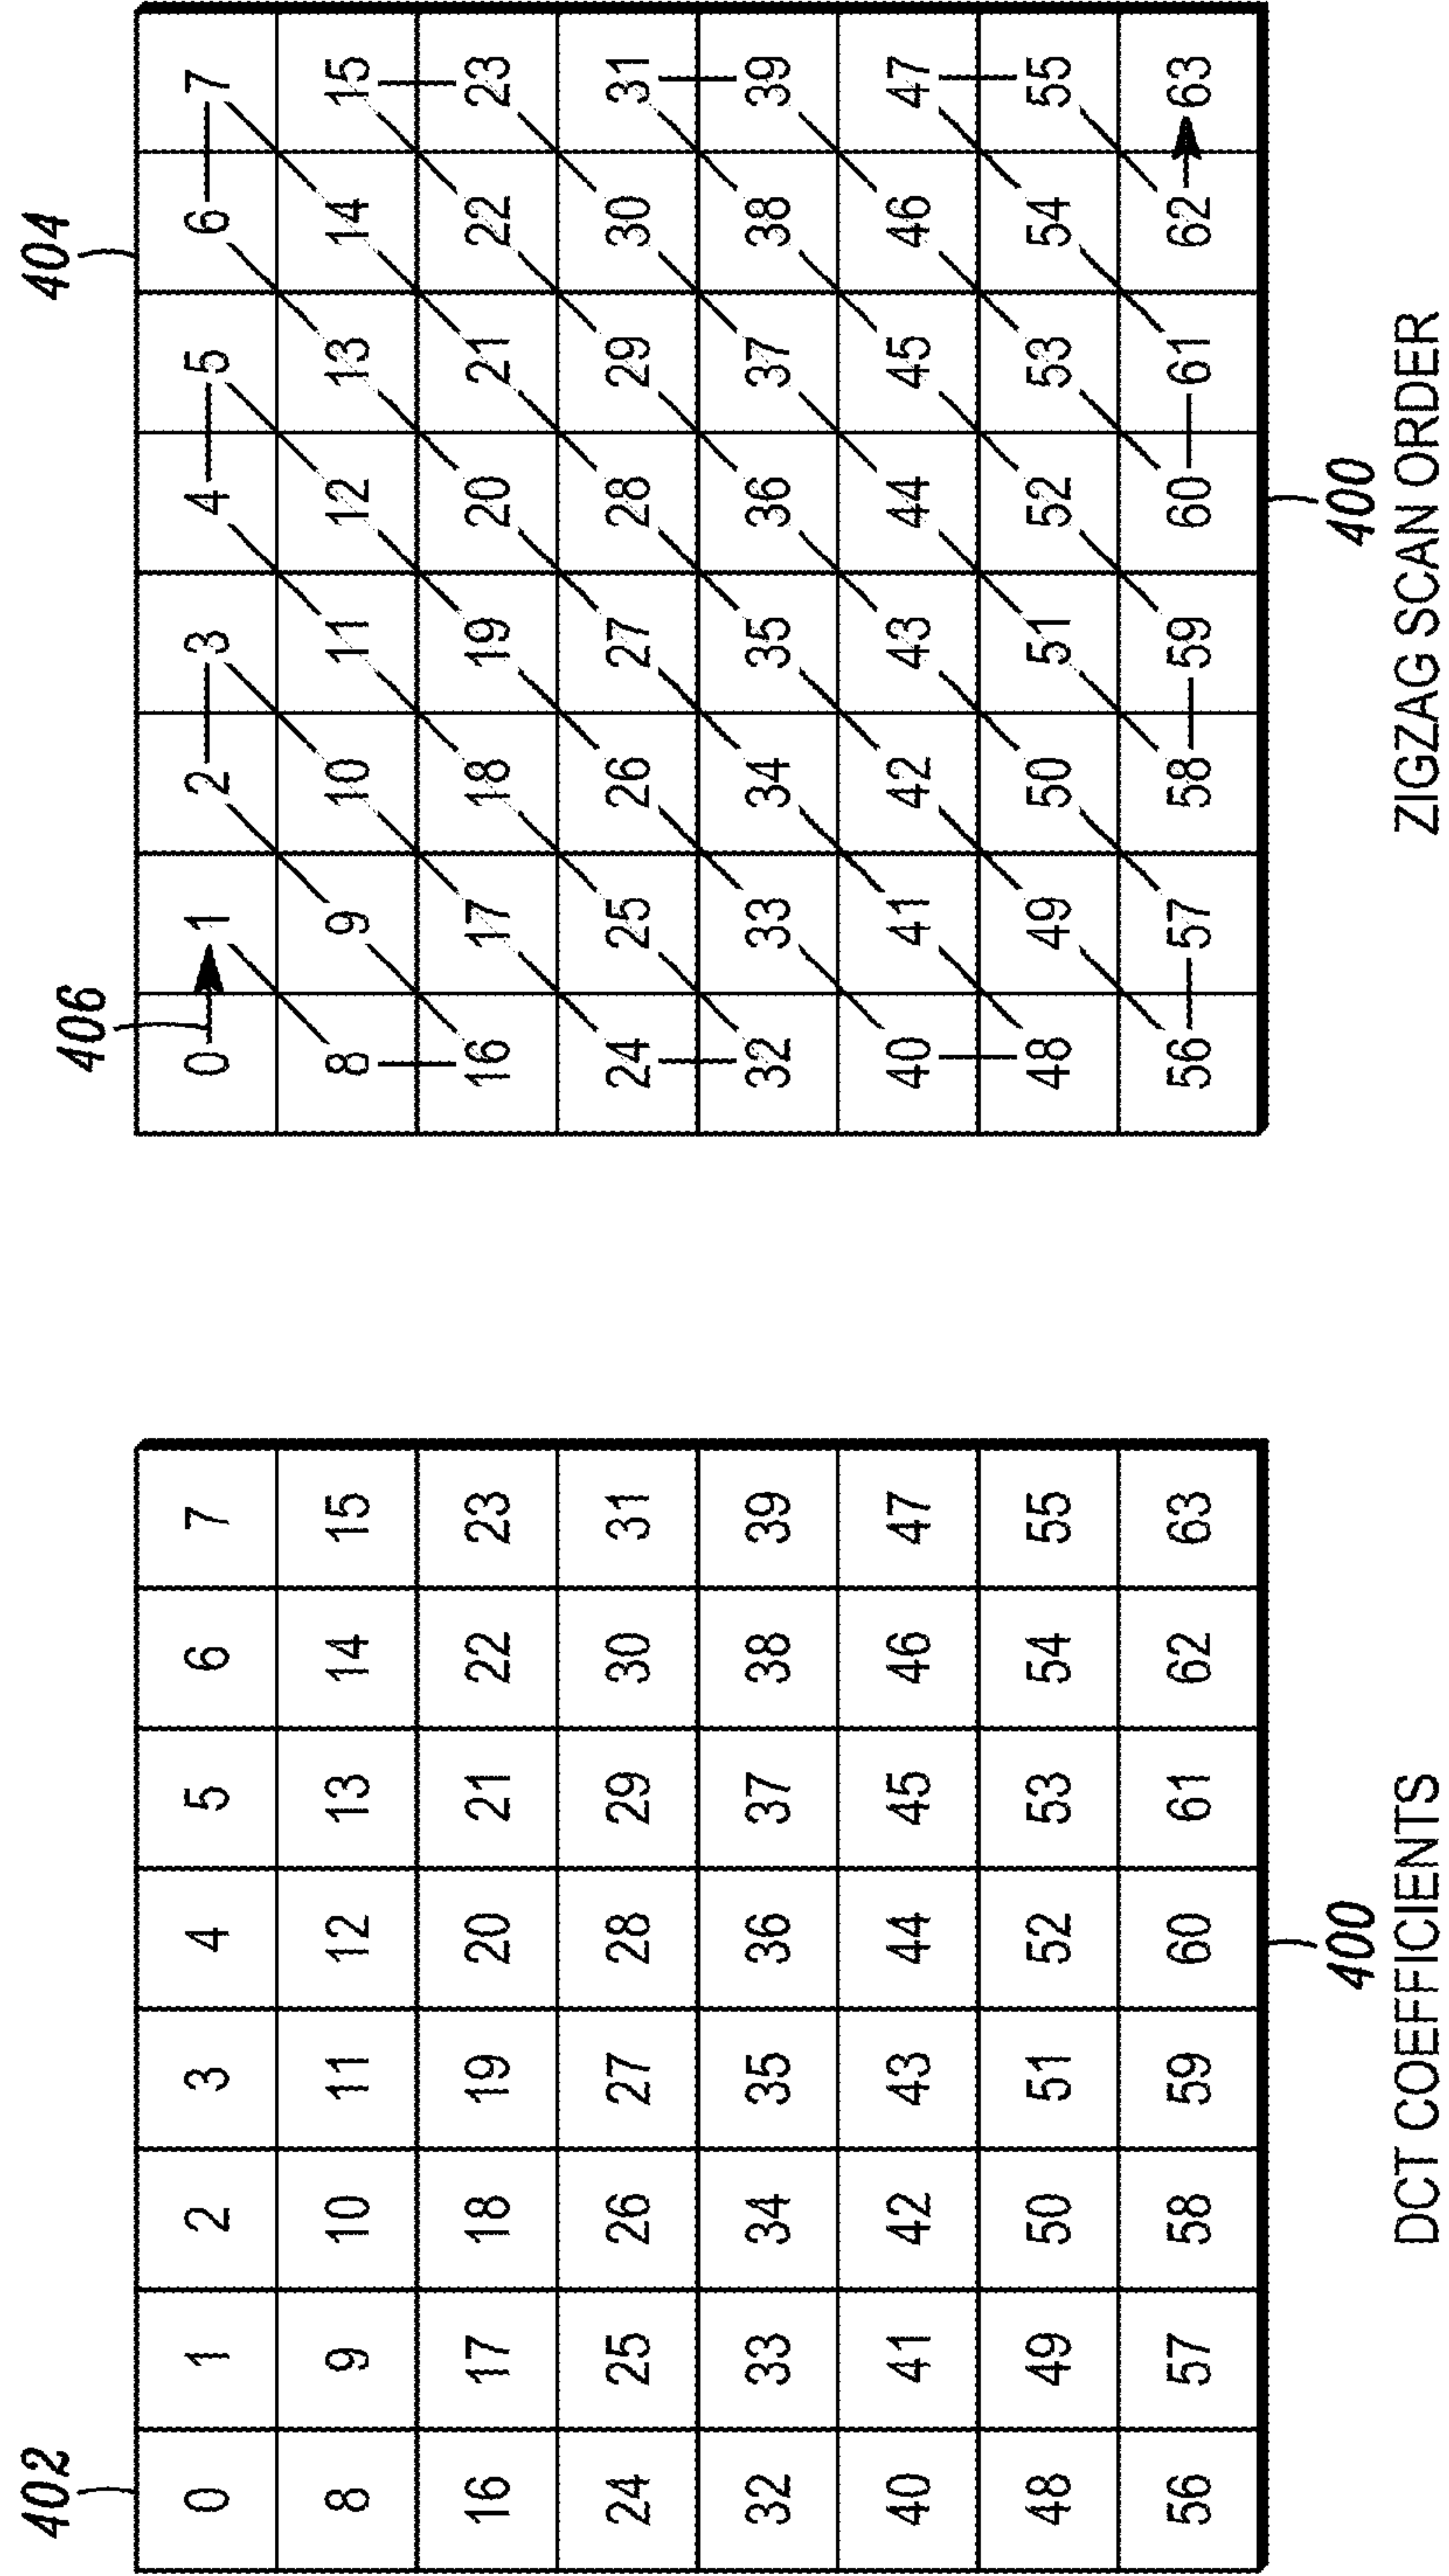 402
0 1 2 3 4 5 6 7
8 9 10 11 12 13 14 15
16 17 18 19 20 21 22 23
24 25 26 27 28 29 30 31
32 33 34 35 36 37 38 39
40 41 42 43 44 45 46 47
48 49 50 51 52 53 54 55
56 57 58 59 60 61 62 63
400
DCT COEFFICIENTS
404
406
0 1 2 3 4 5 6 7
8 9 10 11 12 13 14 15
16 17 18 19 20 21 22 23
24 25 26 27 28 29 30 31
32 33 34 35 36 37 38 39
40 41 42 43 44 45 46 47
48 49 50 51 52 53 54 55
56 57 58 59 60 61 62 63
400
ZIGZAG SCAN ORDER